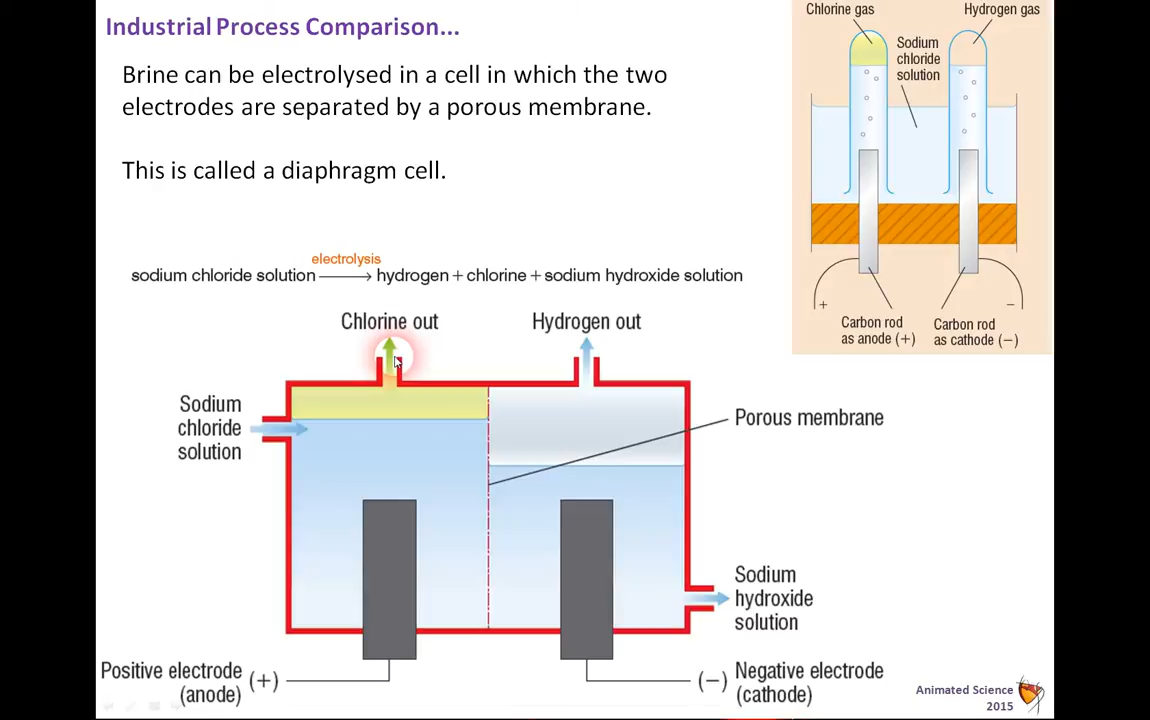 Industrial Process Comparison...
Brine can be electrolysed in a cell in which the two
electrodes are separated by a porous membrane.
This is called a diaphragm cell.
electrolysis
sodium chloride solution ⟶ hydrogen + chlorine + sodium hydroxide solution
Chlorine out
Hydrogen out
Sodium
chloride
solution
Porous membrane
Sodium
hydroxide
solution
Positive electrode
(anode)
(+)
(−)
Negative electrode
(cathode)
Chlorine gas
Hydrogen gas
Sodium
chloride
solution
+
−
Carbon rod
as anode (+)
Carbon rod
as cathode (−)
Animated Science
2015